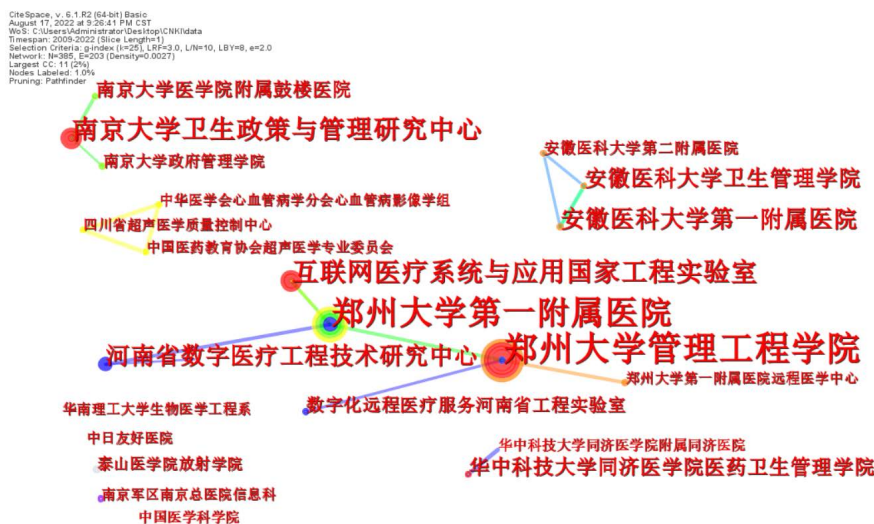 CiteSpace, v. 6.1.R2 (64-bit) Basic
August 17, 2022 at 9:26:41 PM CST
WoS: C:\Users\Administrator\Desktop\CNKI\data
Timespan: 2009-2022 (Slice Length=1)
Selection Criteria: g-index (k=25), LRF=3.0, L/N=10, LBY=8, e=2.0
Network: N=385, E=203 (Density=0.0027)
Largest CC: 11 (2%)
Nodes Labeled: 1.0%
Pruning: Pathfinder
南京大学医学院附属鼓楼医院
南京大学卫生政策与管理研究中心
南京大学政府管理学院
安徽医科大学第二附属医院
安徽医科大学卫生管理学院
安徽医科大学第一附属医院
中华医学会心血管病学分会心血管病影像学组
四川省超声医学质量控制中心
中国医药教育协会超声医学专业委员会
互联网医疗系统与应用国家工程实验室
郑州大学第一附属医院
河南省数字医疗工程技术研究中心
郑州大学管理工程学院
郑州大学第一附属医院远程医学中心
数字化远程医疗服务河南省工程实验室
华南理工大学生物医学工程系
中日友好医院
泰山医学院放射学院
南京军区南京总医院信息科
中国医学科学院
华中科技大学同济医学院附属同济医院
华中科技大学同济医学院医药卫生管理学院